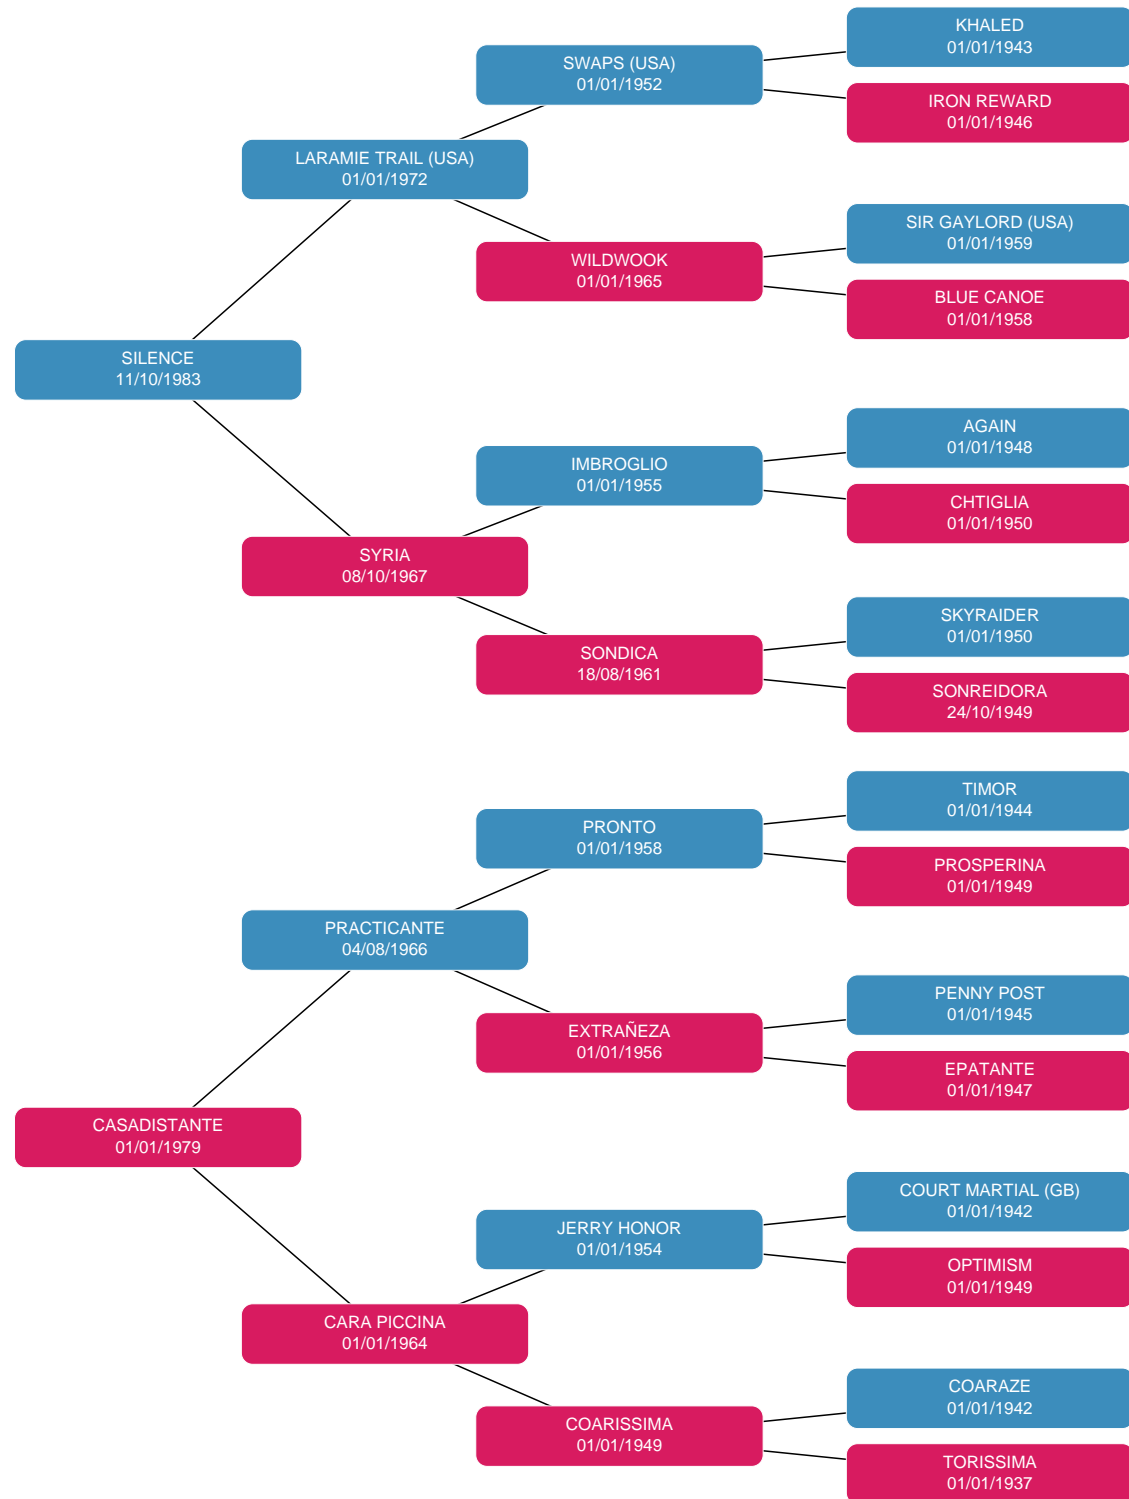 KHALED
01/01/1943
SWAPS (USA)
01/01/1952
IRON REWARD
01/01/1946
LARAMIE TRAIL (USA)
01/01/1972
SIR GAYLORD (USA)
01/01/1959
WILDWOOK
01/01/1965
BLUE CANOE
01/01/1958
SILENCE
11/10/1983
AGAIN
01/01/1948
IMBROGLIO
01/01/1955
CHTIGLIA
01/01/1950
SYRIA
08/10/1967
SKYRAIDER
01/01/1950
SONDICA
18/08/1961
SONREIDORA
24/10/1949
TIMOR
01/01/1944
PRONTO
01/01/1958
PROSPERINA
01/01/1949
PRACTICANTE
04/08/1966
PENNY POST
01/01/1945
EXTRAÑEZA
01/01/1956
EPATANTE
01/01/1947
CASADISTANTE
01/01/1979
COURT MARTIAL (GB)
01/01/1942
JERRY HONOR
01/01/1954
OPTIMISM
01/01/1949
CARA PICCINA
01/01/1964
COARAZE
01/01/1942
COARISSIMA
01/01/1949
TORISSIMA
01/01/1937